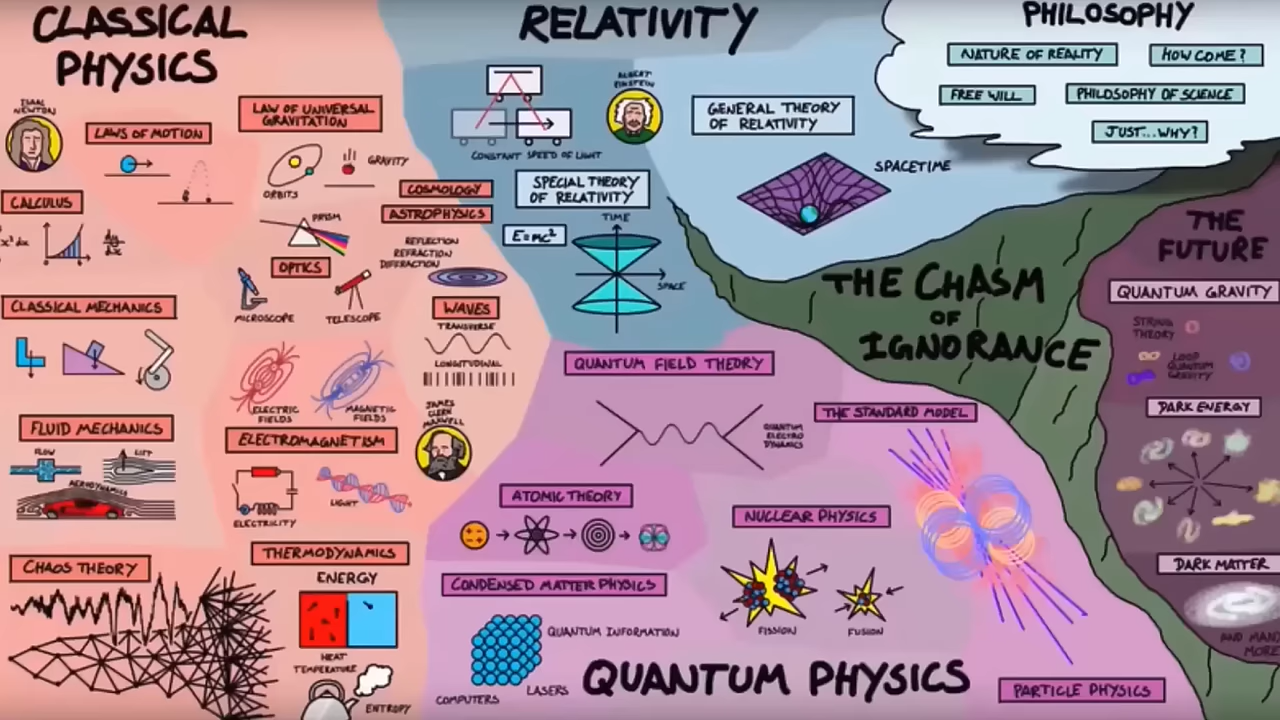 CLASSICAL
PHYSICS
ISAAC
NEWTON
LAWS OF MOTION
LAW OF UNIVERSAL
GRAVITATION
ORBITS
GRAVITY
CALCULUS
x² dx
dy
dx
PRISM
OPTICS
MICROSCOPE
TELESCOPE
COSMOLOGY
ASTROPHYSICS
REFLECTION
REFRACTION
DIFFRACTION
WAVES
TRANSVERSE
LONGITUDINAL
CLASSICAL MECHANICS
FLUID MECHANICS
FLOW
LIFT
AERODYNAMICS
ELECTRIC
FIELDS
MAGNETIC
FIELDS
ELECTROMAGNETISM
ELECTRICITY
LIGHT
JAMES
CLERK
MAXWELL
CHAOS THEORY
THERMODYNAMICS
ENERGY
HEAT
TEMPERATURE
ENTROPY
RELATIVITY
CONSTANT SPEED OF LIGHT
ALBERT
EINSTEIN
SPECIAL THEORY
OF RELATIVITY
E=mc²
TIME
SPACE
GENERAL THEORY
OF RELATIVITY
SPACETIME
PHILOSOPHY
NATURE OF REALITY
HOW COME?
FREE WILL
PHILOSOPHY OF SCIENCE
JUST...WHY?
THE CHASM
OF
IGNORANCE
THE
FUTURE
QUANTUM GRAVITY
STRING
THEORY
LOOP
QUANTUM
GRAVITY
DARK ENERGY
DARK MATTER
AND MANY
MORE
QUANTUM FIELD THEORY
QUANTUM
ELECTRO
DYNAMICS
THE STANDARD MODEL
ATOMIC THEORY
NUCLEAR PHYSICS
FISSION
FUSION
CONDENSED MATTER PHYSICS
QUANTUM INFORMATION
LASERS
COMPUTERS
QUANTUM PHYSICS
PARTICLE PHYSICS